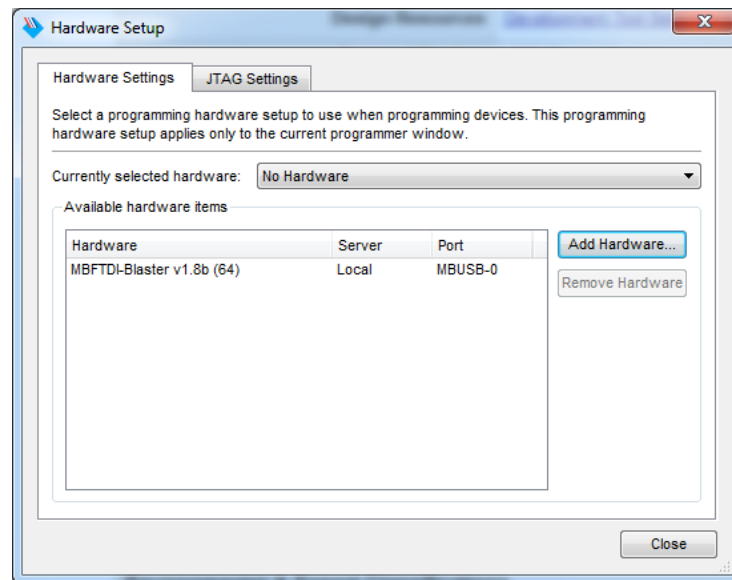 Hardware Setup
Hardware Settings
JTAG Settings
Select a programming hardware setup to use when programming devices. This programming
hardware setup applies only to the current programmer window.
Currently selected hardware: No Hardware
Available hardware items
Hardware Server Port
MBFTDI-Blaster v1.8b (64) Local MBUSB-0
Add Hardware...
Remove Hardware
Close